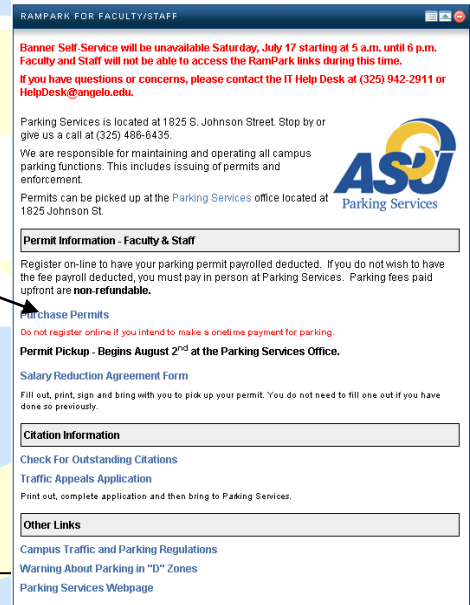 RAMPARK FOR FACULTY/STAFF
Banner Self-Service will be unavailable Saturday, July 17 starting at 5 a.m. until 6 p.m.
Faculty and Staff will not be able to access the RamPark links during this time.
If you have questions or concerns, please contact the IT Help Desk at (325) 942-2911 or
HelpDesk@angelo.edu.
Parking Services is located at 1825 S. Johnson Street. Stop by or
give us a call at (325) 486-6435.
We are responsible for maintaining and operating all campus
parking functions. This includes issuing of permits and
enforcement.
Permits can be picked up at the Parking Services office located at
1825 Johnson St.
ASU
Parking Services
Permit Information - Faculty & Staff
Register on-line to have your parking permit payrolled deducted. If you do not wish to have
the fee payroll deducted, you must pay in person at Parking Services. Parking fees paid
upfront are non-refundable.
Purchase Permits
Do not register online if you intend to make a onetime payment for parking.
Permit Pickup - Begins August 2nd at the Parking Services Office.
Salary Reduction Agreement Form
Fill out, print, sign and bring with you to pick up your permit. You do not need to fill one out if you have
done so previously.
Citation Information
Check For Outstanding Citations
Traffic Appeals Application
Print out, complete application and then bring to Parking Services.
Other Links
Campus Traffic and Parking Regulations
Warning About Parking in "D" Zones
Parking Services Webpage